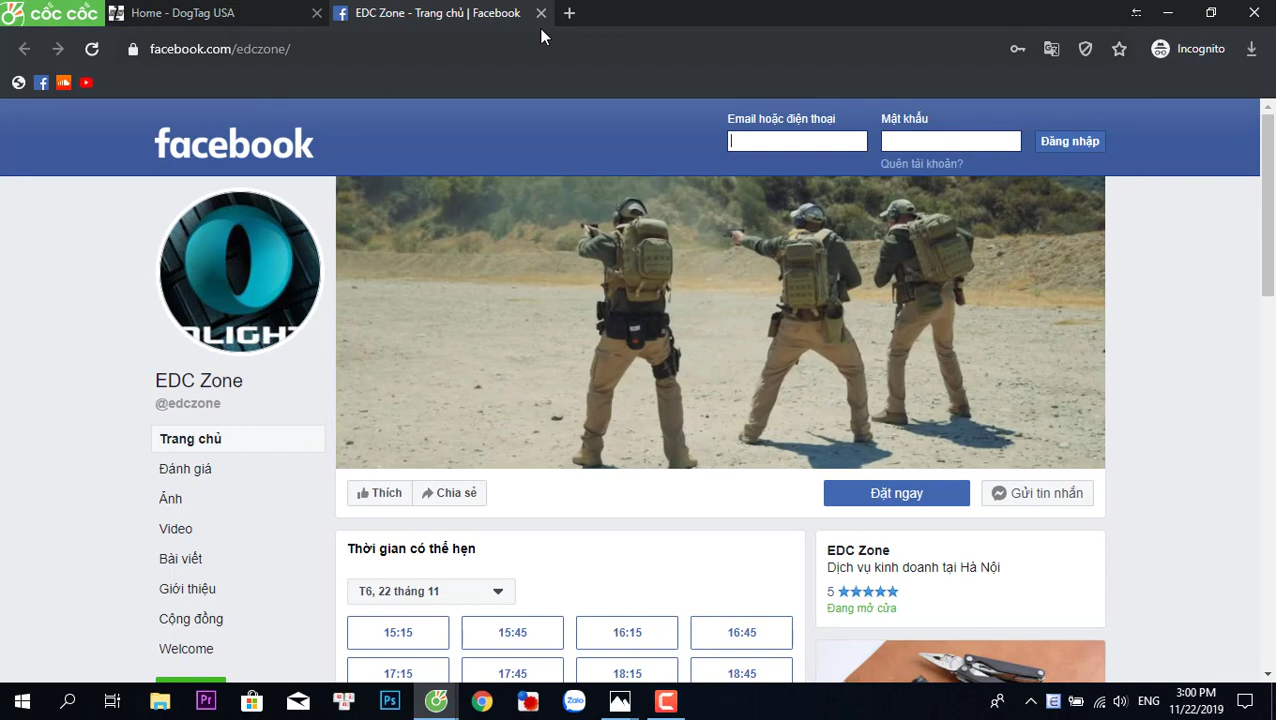 cốc cốc
Home - DogTag USA
EDC Zone - Trang chủ | Facebook
facebook.com/edczone/
Incognito
facebook
Email hoặc điện thoại
Mật khẩu
Đăng nhập
Quên tài khoản?
OLIGHT
EDC Zone
@edczone
Trang chủ
Đánh giá
Ảnh
Video
Bài viết
Giới thiệu
Cộng đồng
Welcome
Thích
Chia sẻ
Đặt ngay
Gửi tin nhắn
Thời gian có thể hẹn
T6, 22 tháng 11
15:15 15:45 16:15 16:45
17:15 17:45 18:15 18:45
EDC Zone
Dịch vụ kinh doanh tại Hà Nội
5
Đang mở cửa
Pr
Ps
Zalo
E
ENG
3:00 PM
11/22/2019